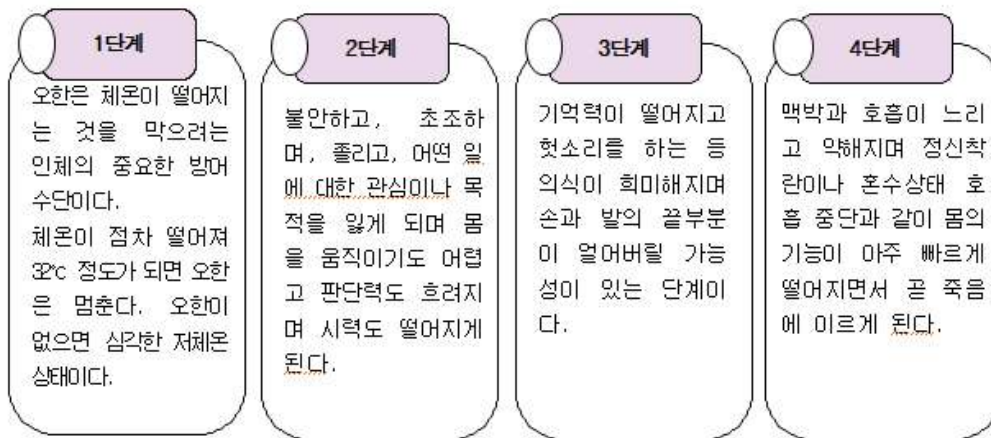 1단계
오한은 체온이 떨어지
는 것을 막으려는
인체의 중요한 방어
수단이다.
체온이 점차 떨어져
32℃ 정도가 되면 오한
은 멈춘다. 오한이
없으면 심각한 저체온
상태이다.
2단계
불안하고, 초조하
며, 졸리고, 어떤 일
에 대한 관심이나 목
적을 잃게 되며 몸
을 움직이기도 어렵
고 판단력도 흐려지
며 시력도 떨어지게
된다.
3단계
기억력이 떨어지고
헛소리를 하는 등
의식이 희미해지며
손과 발의 끝부분
이 얼어버릴 가능
성이 있는 단계이
다.
4단계
맥박과 호흡이 느리
고 약해지며 정신착
란이나 혼수상태 호
흡 중단과 같이 몸의
기능이 아주 빠르게
떨어지면서 곧 죽음
에 이르게 된다.